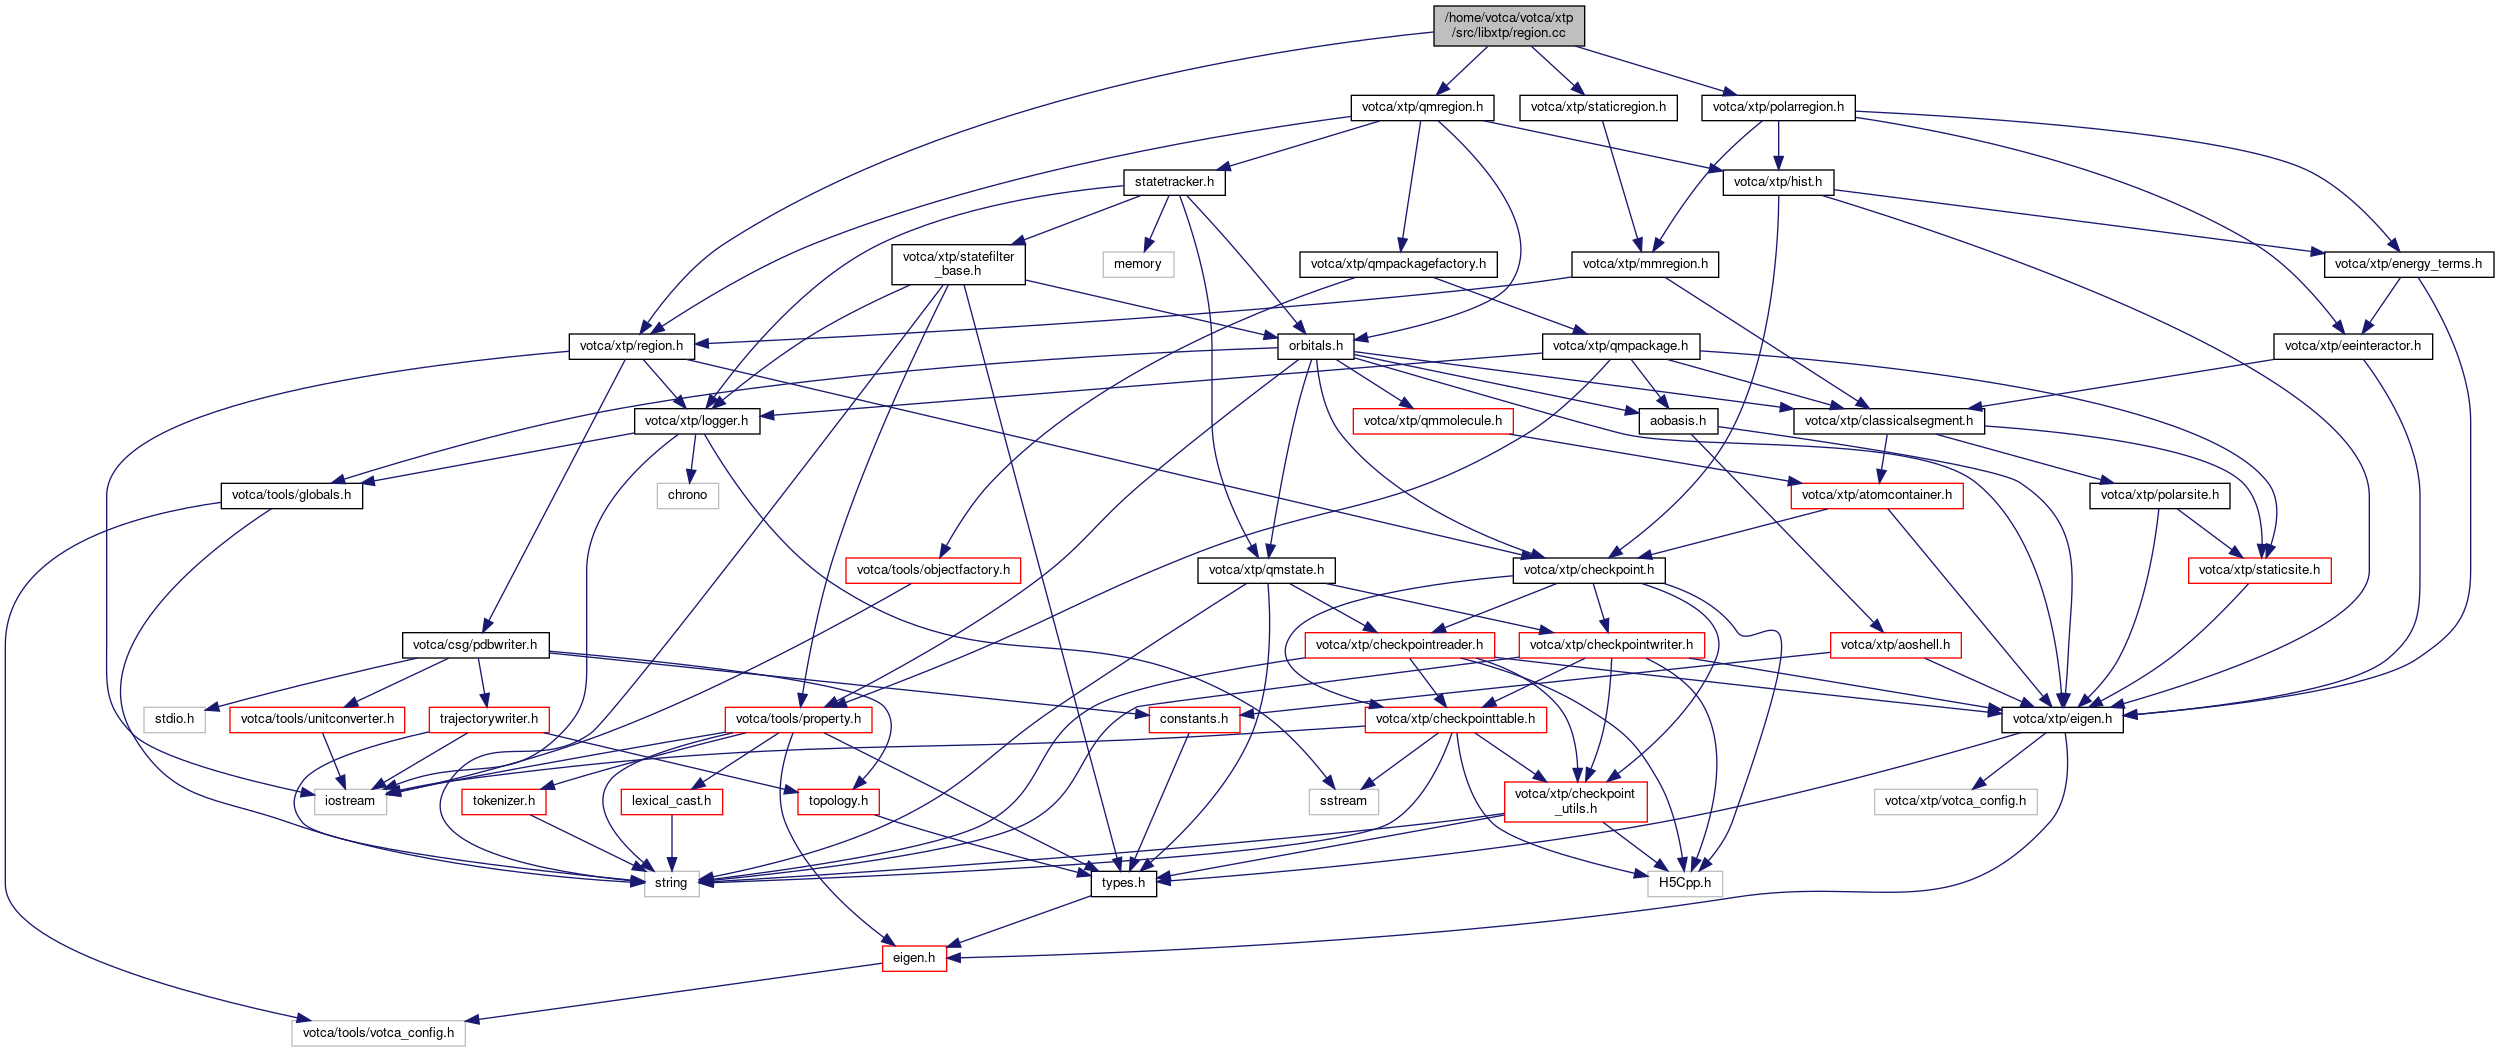 /home/votca/votca/xtp
/src/libxtp/region.cc
votca/xtp/qmregion.h
votca/xtp/staticregion.h
votca/xtp/polarregion.h
statetracker.h
votca/xtp/hist.h
votca/xtp/statefilter
_base.h
memory
votca/xtp/qmpackagefactory.h
votca/xtp/mmregion.h
votca/xtp/energy_terms.h
votca/xtp/region.h
orbitals.h
votca/xtp/qmpackage.h
votca/xtp/eeinteractor.h
votca/xtp/logger.h
votca/xtp/qmmolecule.h
aobasis.h
votca/xtp/classicalsegment.h
votca/tools/globals.h
chrono
votca/xtp/atomcontainer.h
votca/xtp/polarsite.h
votca/tools/objectfactory.h
votca/xtp/qmstate.h
votca/xtp/checkpoint.h
votca/xtp/staticsite.h
votca/csg/pdbwriter.h
votca/xtp/checkpointreader.h
votca/xtp/checkpointwriter.h
votca/xtp/aoshell.h
stdio.h
votca/tools/unitconverter.h
trajectorywriter.h
votca/tools/property.h
constants.h
votca/xtp/checkpointtable.h
votca/xtp/eigen.h
iostream
tokenizer.h
lexical_cast.h
topology.h
sstream
votca/xtp/checkpoint
_utils.h
votca/xtp/votca_config.h
string
types.h
H5Cpp.h
eigen.h
votca/tools/votca_config.h